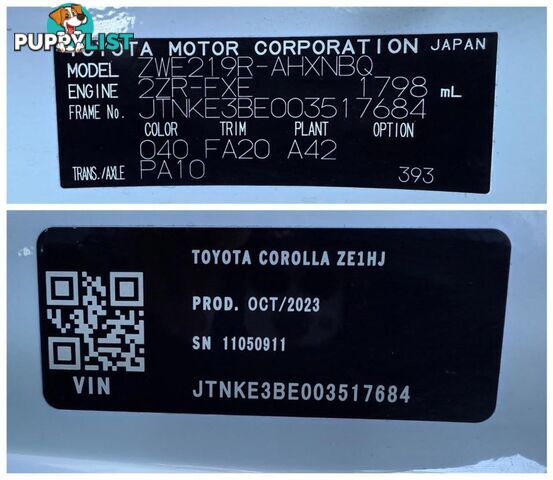 PUPPYLIST
TOYOTA MOTOR CORPORATION JAPAN
MODEL ZWE219R-AHXNBQ
ENGINE 2ZR-FXE 1798 mL
FRAME No. JTNKE3BE003517684
COLOR TRIM PLANT OPTION
040 FA20 A42
TRANS./AXLE PA10 393
TOYOTA COROLLA ZE1HJ
PROD. OCT/2023
SN 11050911
VIN JTNKE3BE003517684